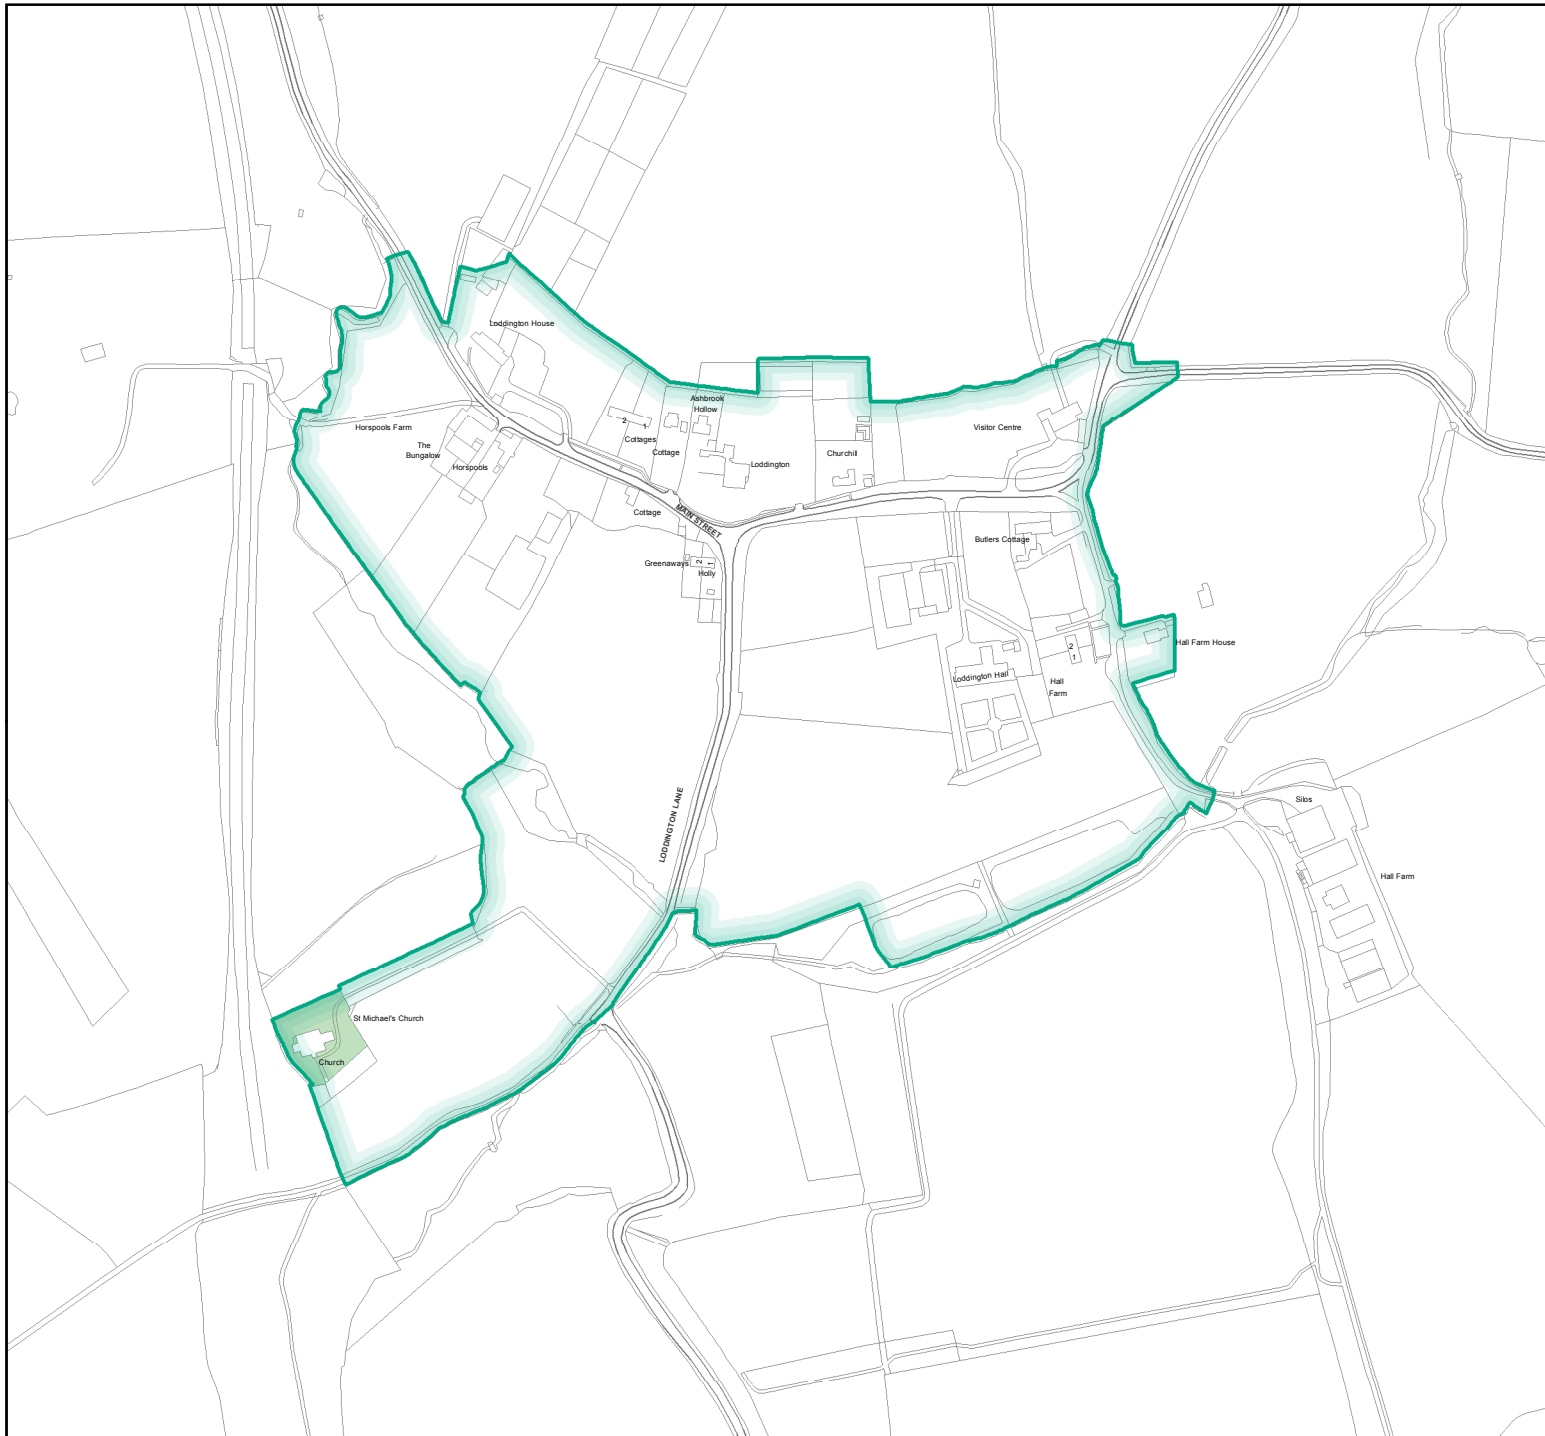 Loddington House
Ashbrook
Hollow
Horspools Farm
2
1
Visitor Centre
The
Bungalow
Cottages
Cottage
Churchill
Horspools
Loddington
Cottage
MAIN STREET
Butlers Cottage
Greenaways
2
1
Holly
Hall Farm House
2
1
Loddington Hall
Hall
Farm
LODDINGTON LANE
Silos
Hall Farm
St Michael's Church
Church